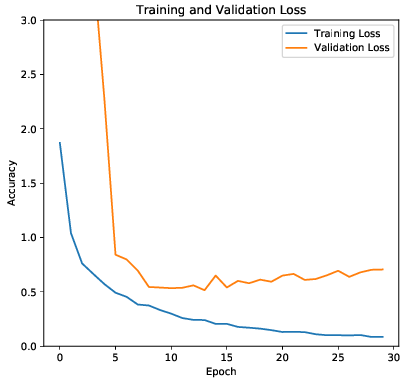 Training and Validation Loss
Training Loss
Validation Loss
3.0
2.5
2.0
1.5
1.0
0.5
0.0
Accuracy
0 5 10 15 20 25 30
Epoch